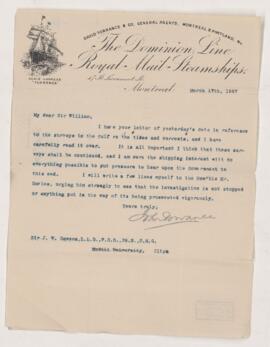 DAVID TORRANCE & CO. GENERAL AGENTS. MONTREAL & PORTLAND, ME.
The Dominion Line
Royal Mail Steamships.
Montreal
March 17th, 1887
My dear Sir William,
I have your letter of yesterday's date in reference
to the surveys in the Gulf re the tides and currents, and I have
carefully read it over. It is all important I think that these sur-
veys should be continued, and I am sure the shipping interest will do
everything possible to put pressure to bear upon the Government to
this end. I will write a few lines myself to the Hon'ble Mr.
urging him strongly to see that the investigation is not stopped
or anything put in the way of its being prosecuted vigorously.
Yours truly,
John Torrance
Sir J. W. Dawson, L.L.D., F.R.S., C.M.G.
McGill University, City.